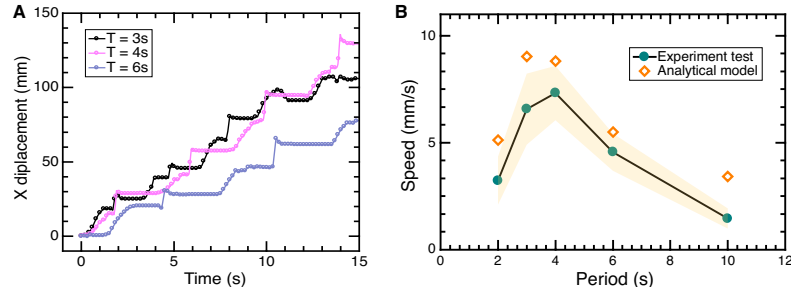 A
X diplacement (mm)
150
100
50
0
T = 3s
T = 4s
T = 6s
0 5 10 15
Time (s)
B
Speed (mm/s)
10
5
0
Experiment test
Analytical model
0 2 4 6 8 10 12
Period (s)